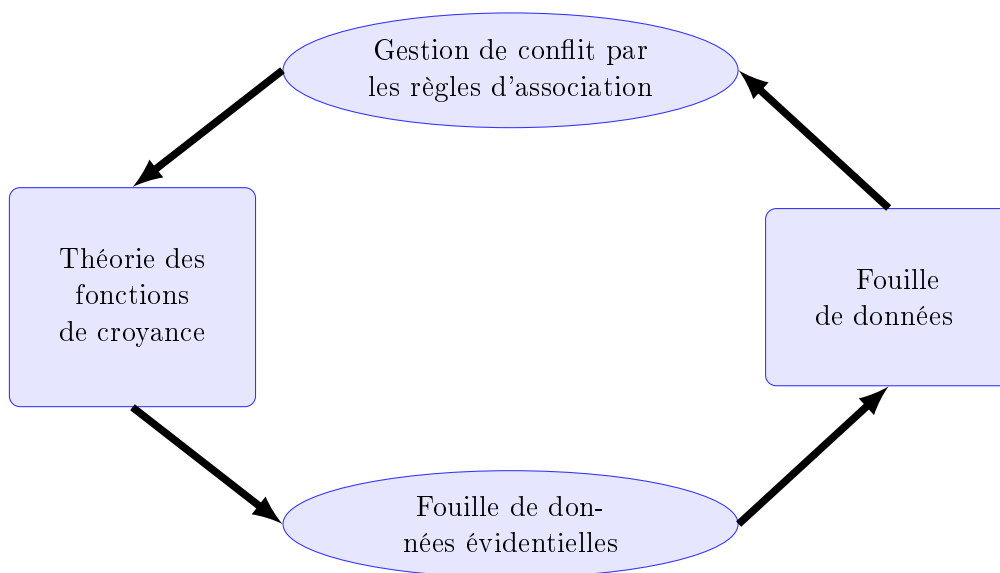 Gestion de conflit par
les règles d'association
Théorie des
fonctions
de croyance
Fouille
de données
Fouille de don-
nées évidentielles